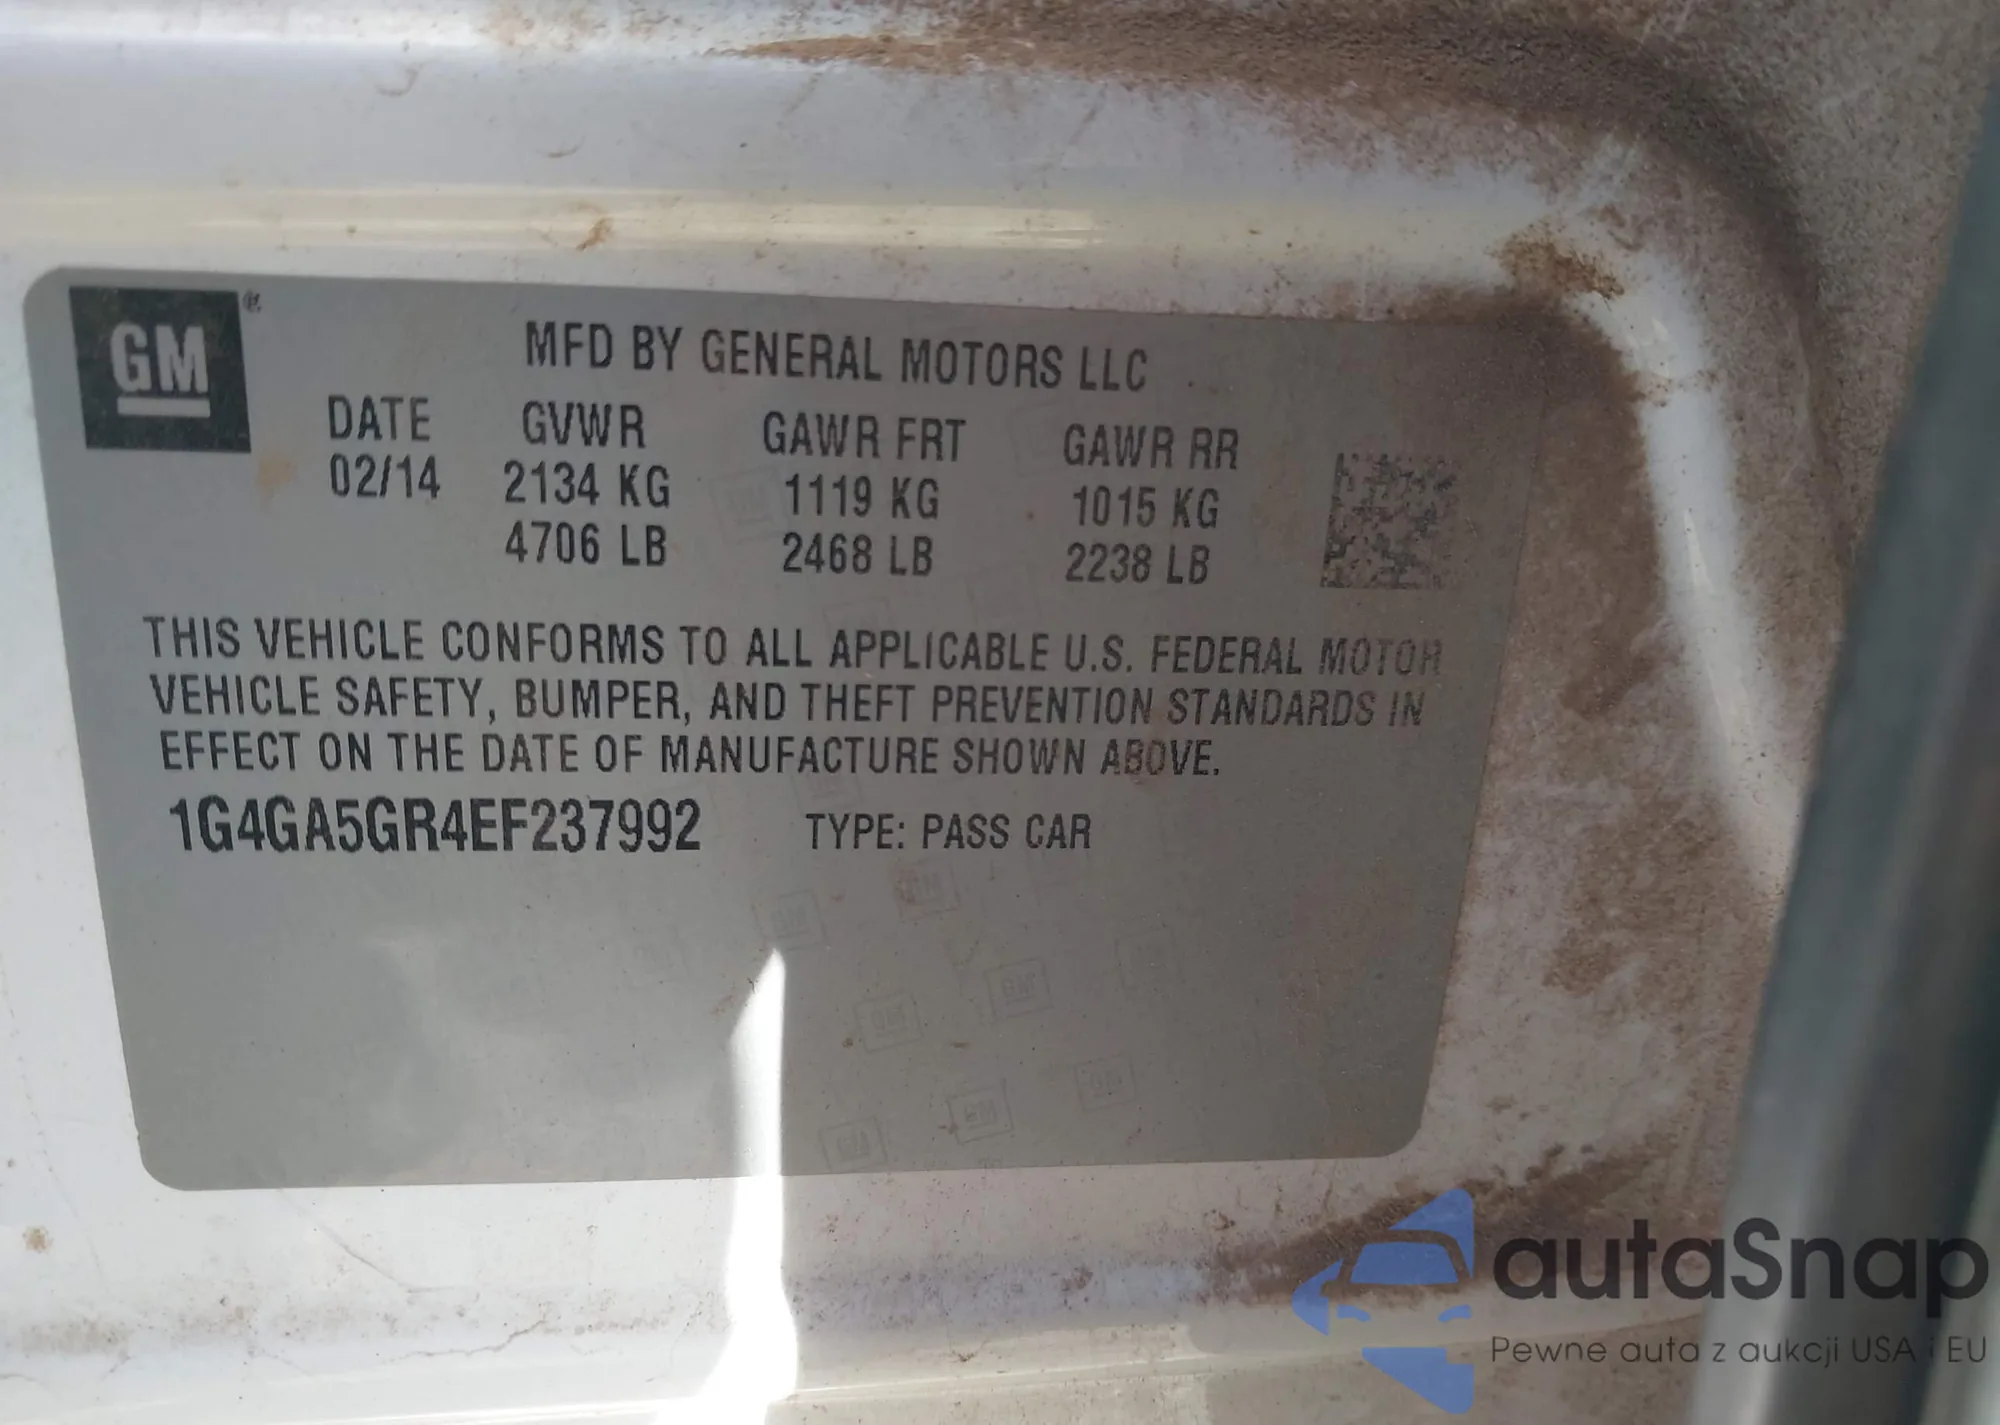 GM®
MFD BY GENERAL MOTORS LLC
DATE GVWR GAWR FRT GAWR RR
02/14 2134 KG 1119 KG 1015 KG
4706 LB 2468 LB 2238 LB
THIS VEHICLE CONFORMS TO ALL APPLICABLE U.S. FEDERAL MOTOR
VEHICLE SAFETY, BUMPER, AND THEFT PREVENTION STANDARDS IN
EFFECT ON THE DATE OF MANUFACTURE SHOWN ABOVE.
1G4GA5GR4EF237992 TYPE: PASS CAR
autaSnap
Pewne auta z aukcji USA i EU